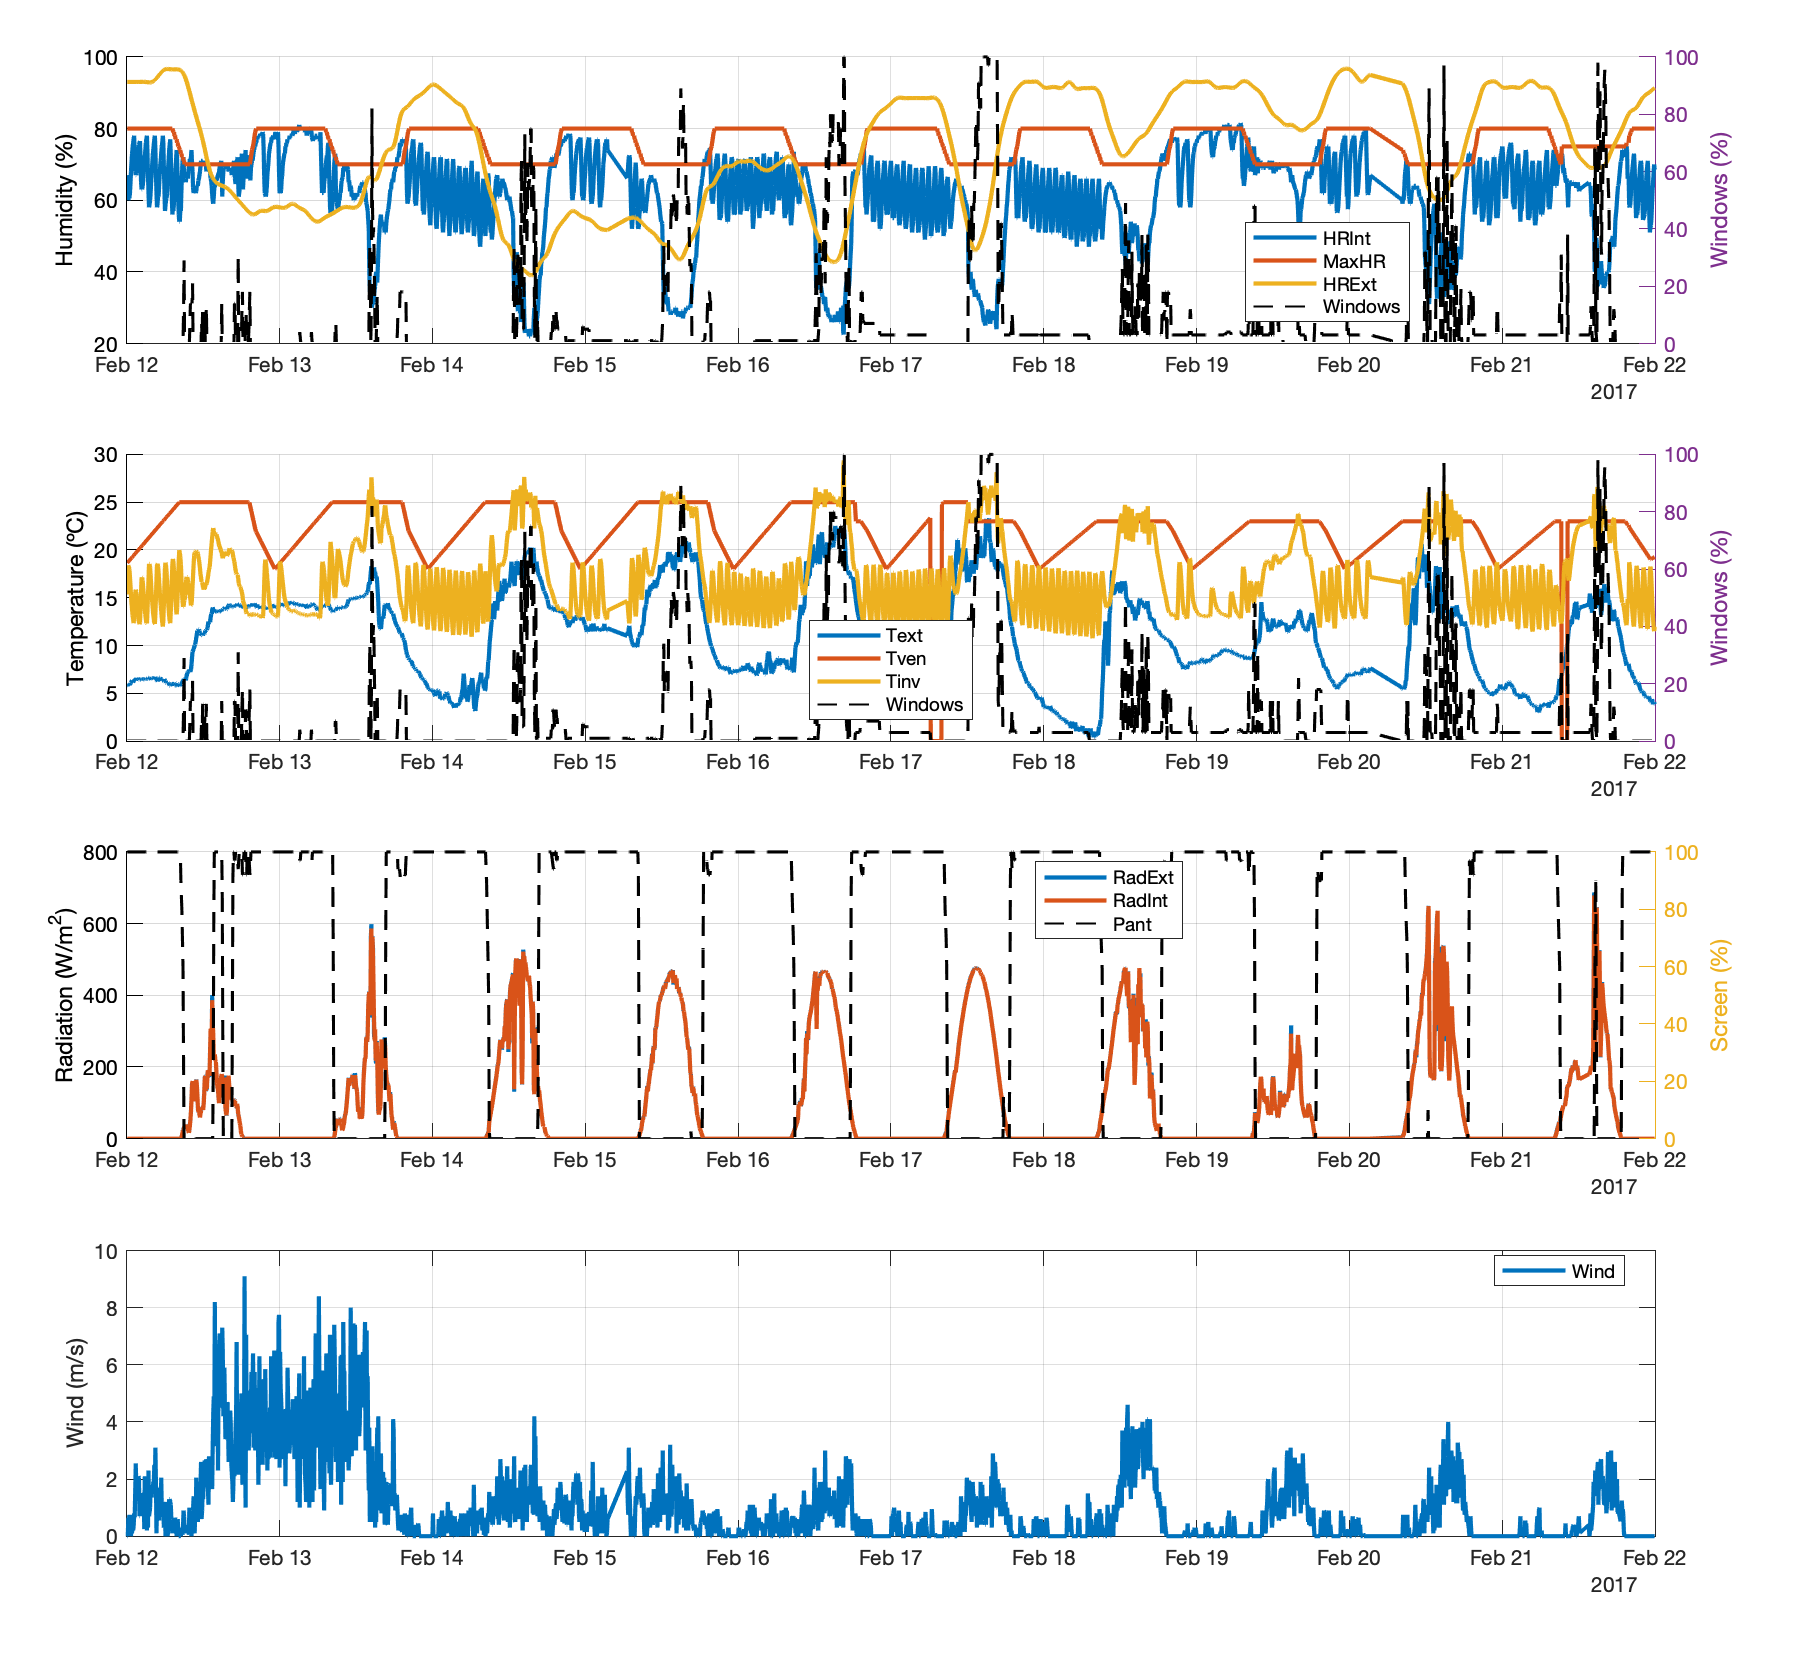 100
80
60
40
20
Humidity (%)
100
80
60
40
20
0
Windows (%)
HRInt
MaxHR
HRExt
Windows
Feb 12 Feb 13 Feb 14 Feb 15 Feb 16 Feb 17 Feb 18 Feb 19 Feb 20 Feb 21 Feb 22
2017
30
25
20
15
10
5
0
Temperature (ºC)
100
80
60
40
20
0
Windows (%)
Text
Tven
Tinv
Windows
Feb 12 Feb 13 Feb 14 Feb 15 Feb 16 Feb 17 Feb 18 Feb 19 Feb 20 Feb 21 Feb 22
2017
800
600
400
200
0
Radiation (W/m²)
100
80
60
40
20
0
Screen (%)
RadExt
RadInt
Pant
Feb 12 Feb 13 Feb 14 Feb 15 Feb 16 Feb 17 Feb 18 Feb 19 Feb 20 Feb 21 Feb 22
2017
10
8
6
4
2
0
Wind (m/s)
Wind
Feb 12 Feb 13 Feb 14 Feb 15 Feb 16 Feb 17 Feb 18 Feb 19 Feb 20 Feb 21 Feb 22
2017